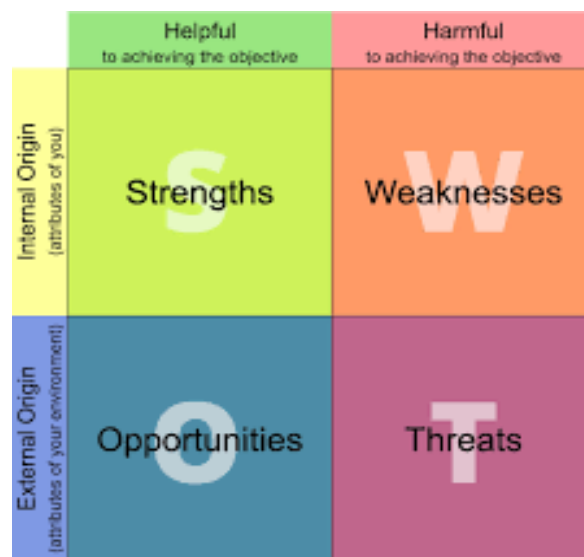 Helpful
to achieving the objective
Harmful
to achieving the objective
Internal Origin
(attributes of you)
S
Strengths
W
Weaknesses
External Origin
(attributes of your environment)
O
Opportunities
T
Threats